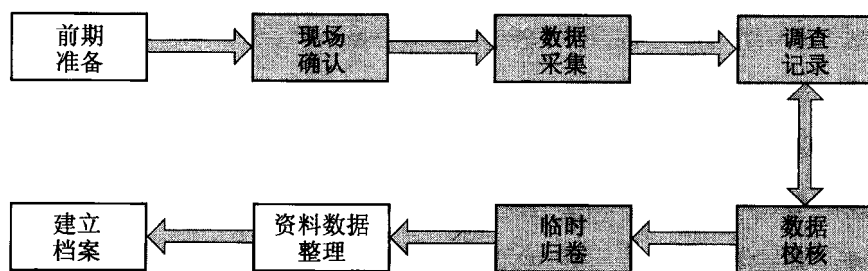 前期
准备
现场
确认
数据
采集
调查
记录
建立
档案
资料数据
整理
临时
归卷
数据
校核